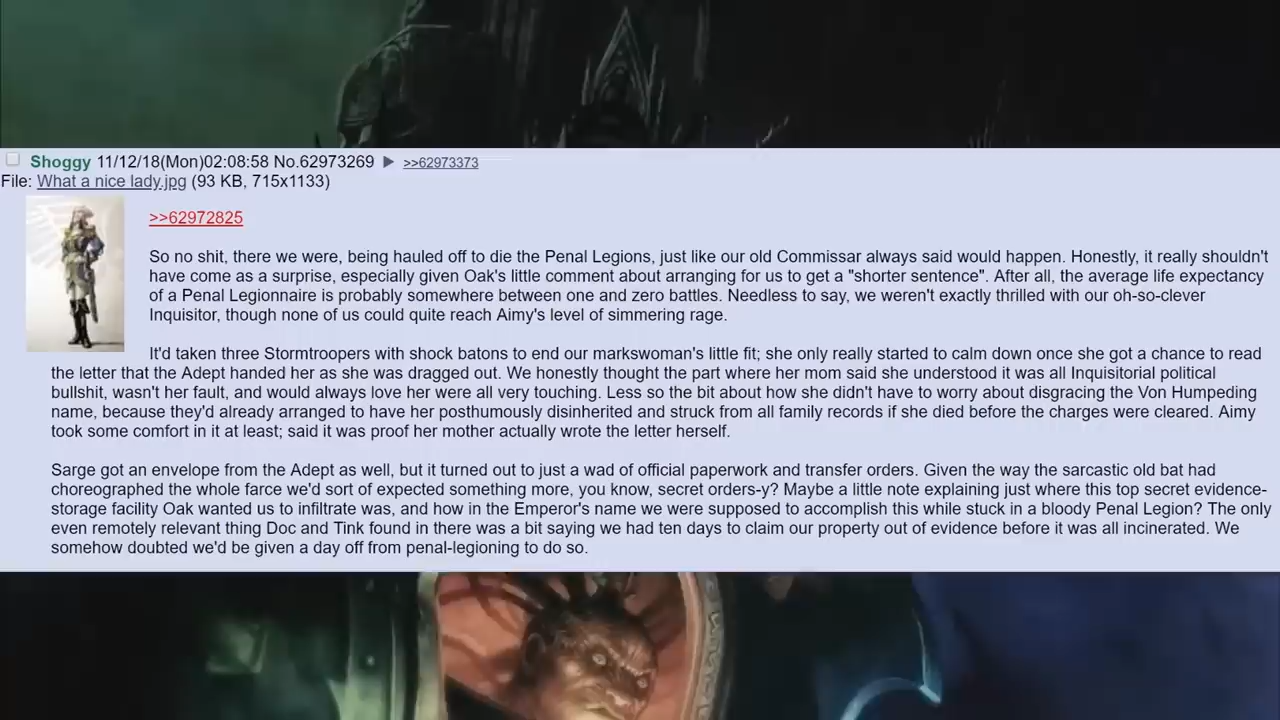 Shoggy 11/12/18(Mon)02:08:58 No.62973269 ▶ >>62973373
File: What a nice lady.jpg (93 KB, 715x1133)
>>62972825
So no shit, there we were, being hauled off to die the Penal Legions, just like our old Commissar always said would happen. Honestly, it really shouldn't
have come as a surprise, especially given Oak's little comment about arranging for us to get a "shorter sentence". After all, the average life expectancy
of a Penal Legionnaire is probably somewhere between one and zero battles. Needless to say, we weren't exactly thrilled with our oh-so-clever
Inquisitor, though none of us could quite reach Aimy's level of simmering rage.
It'd taken three Stormtroopers with shock batons to end our markswoman's little fit; she only really started to calm down once she got a chance to read
the letter that the Adept handed her as she was dragged out. We honestly thought the part where her mom said she understood it was all Inquisitorial political
bullshit, wasn't her fault, and would always love her were all very touching. Less so the bit about how she didn't have to worry about disgracing the Von Humpeding
name, because they'd already arranged to have her posthumously disinherited and struck from all family records if she died before the charges were cleared. Aimy
took some comfort in it at least; said it was proof her mother actually wrote the letter herself.
Sarge got an envelope from the Adept as well, but it turned out to just a wad of official paperwork and transfer orders. Given the way the sarcastic old bat had
choreographed the whole farce we'd sort of expected something more, you know, secret orders-y? Maybe a little note explaining just where this top secret evidence-
storage facility Oak wanted us to infiltrate was, and how in the Emperor's name we were supposed to accomplish this while stuck in a bloody Penal Legion? The only
even remotely relevant thing Doc and Tink found in there was a bit saying we had ten days to claim our property out of evidence before it was all incinerated. We
somehow doubted we'd be given a day off from penal-legioning to do so.